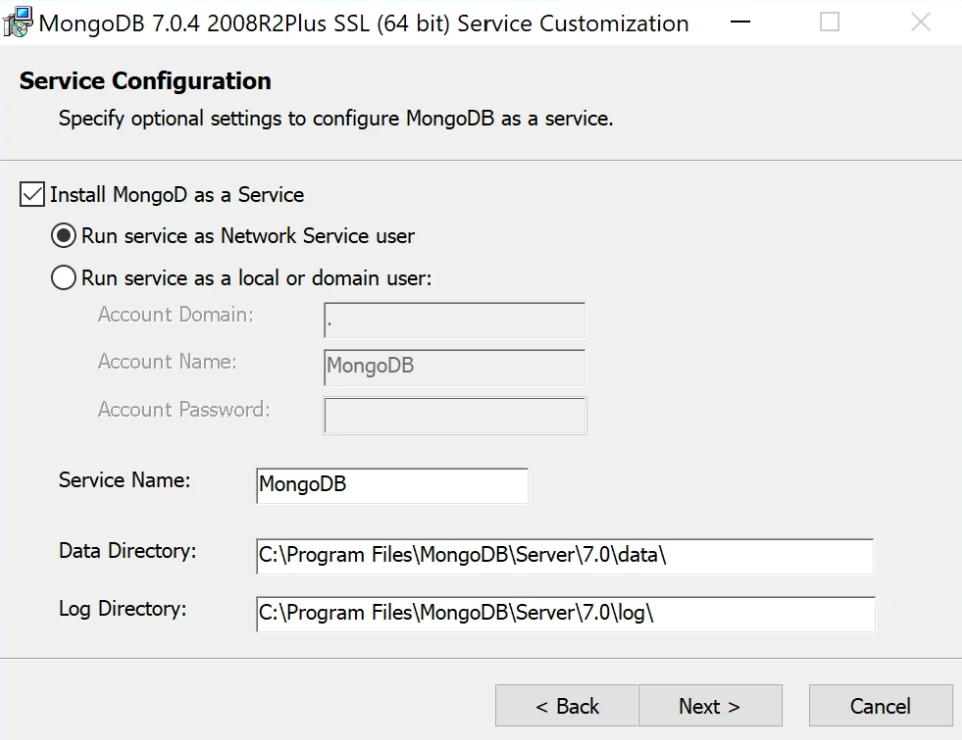 MongoDB 7.0.4 2008R2Plus SSL (64 bit) Service Customization
Service Configuration
Specify optional settings to configure MongoDB as a service.
Install MongoD as a Service
Run service as Network Service user
Run service as a local or domain user:
Account Domain: .
Account Name: MongoDB
Account Password:
Service Name: MongoDB
Data Directory: C:\Program Files\MongoDB\Server\7.0\data\
Log Directory: C:\Program Files\MongoDB\Server\7.0\log\
< Back Next > Cancel